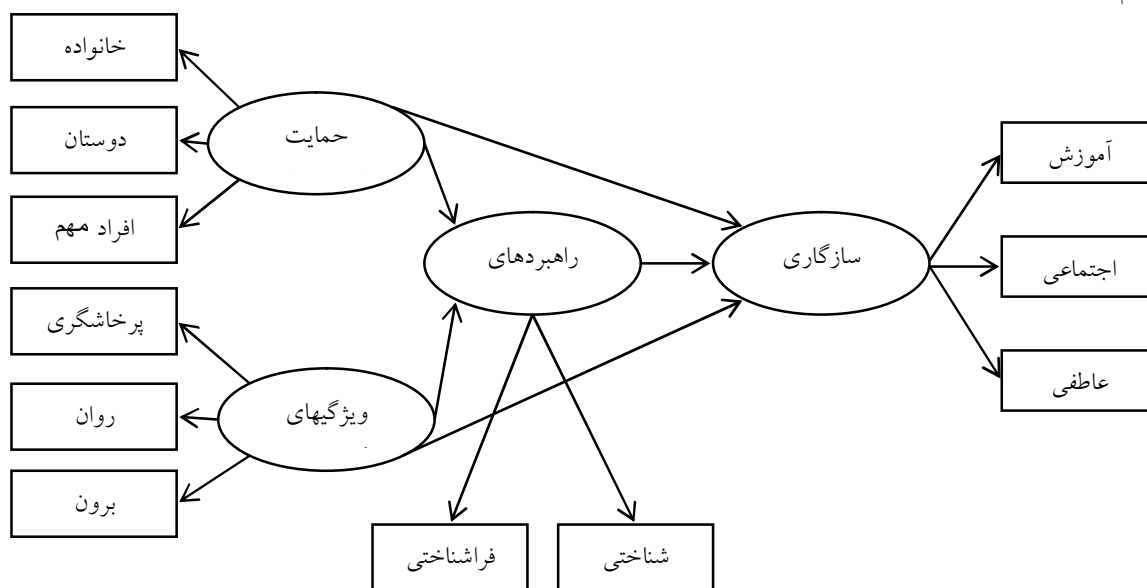 خانواده
دوستان
افراد مهم
حمایت
پرخاشگری
روان
برون
ویژگیهای
راهبردهای
فراشناختی
شناختی
سازگاری
آموزش
اجتماعی
عاطفی